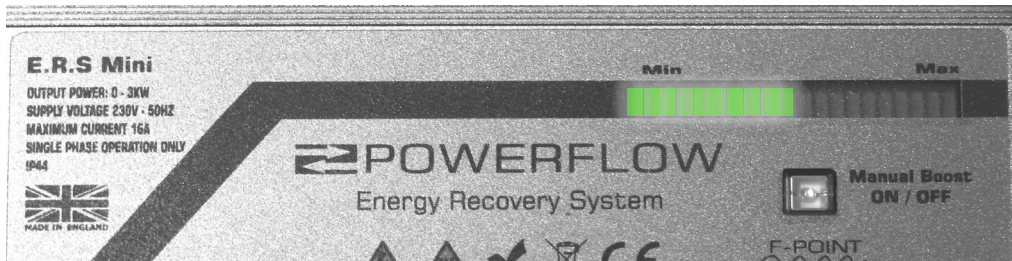 E.R.S Mini
OUTPUT POWER: 0 - 3KW
SUPPLY VOLTAGE 230V - 50HZ
MAXIMUM CURRENT 16A
SINGLE PHASE OPERATION ONLY
IP44
MADE IN ENGLAND
Min Max
POWERFLOW
Energy Recovery System
Manual Boost
ON / OFF
CE
F-POINT